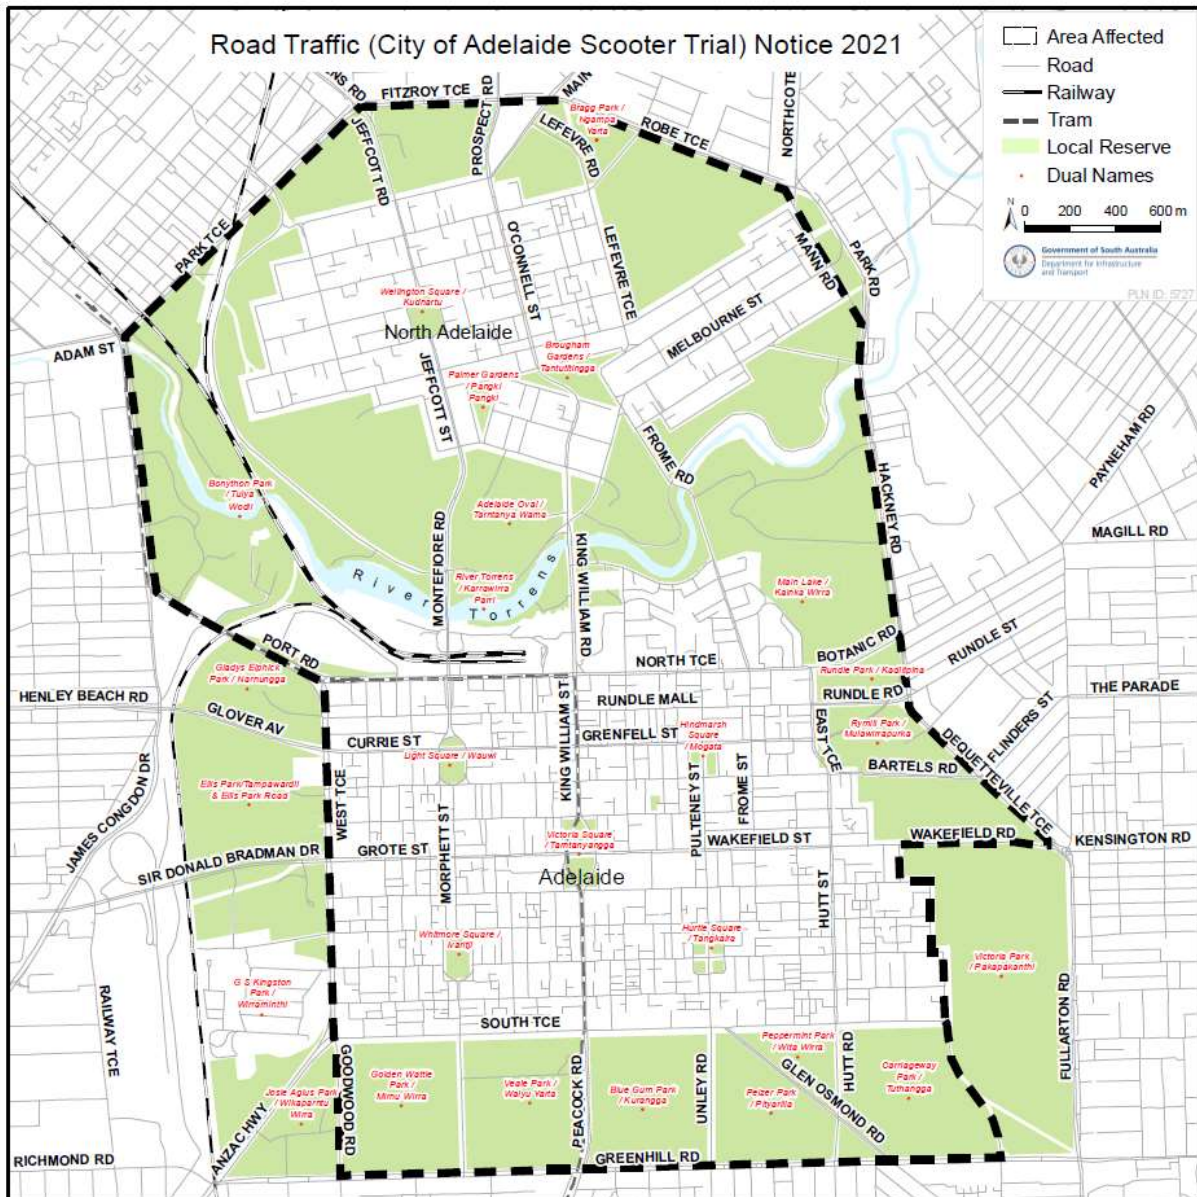 Road Traffic (City of Adelaide Scooter Trial) Notice 2021
Area Affected
Road
Railway
Tram
Local Reserve
Dual Names
N
0 200 400 600 m
Government of South Australia
Department for Infrastructure
and Transport
PLN ID: 5727
NS RD
FITZROY TCE
PROSPECT RD
MAIN
Bragg Park /
Ngampa
Yarta
ROBE TCE
NORTHCOTE
JEFFCOTT RD
LEFEVRE RD
PARK TCE
O'CONNELL ST
LEFEVRE TCE
MANN RD
PARK RD
Wellington Square /
Kudnartu
North Adelaide
MELBOURNE ST
ADAM ST
Brougham
Gardens /
Tantutitingga
JEFFCOTT ST
Palmer Gardens
/ Pangki
Pangki
FROME RD
PAYNEHAM RD
Bonython Park
/ Tulya
Wodli
Adelaide Oval /
Tarntanya Wama
HACKNEY RD
MONTEFIORE RD
KING WILLIAM RD
MAGILL RD
River Torrens
River Torrens
/ Karrawirra
Parri
Main Lake /
Kainka Wirra
PORT RD
BOTANIC RD
RUNDLE ST
Gladys Elphick
Park / Narnungga
NORTH TCE
Rundle Park / Kadlitpina
HENLEY BEACH RD
RUNDLE MALL
RUNDLE RD
THE PARADE
GLOVER AV
KING WILLIAM ST
EAST TCE
Rymill Park /
Mulawirrapurka
FLINDERS ST
CURRIE ST
GRENFELL ST
Hindmarsh
Square
/ Mogata
DEQUETTEVILLE TCE
Light Square / Wauwi
BARTELS RD
JAMES CONGDON DR
Ellis Park/Tampawardli
& Ellis Park Road
WEST TCE
MORPHETT ST
PULTENEY ST
FROME ST
Victoria Square
/ Tarntanyangga
WAKEFIELD ST
WAKEFIELD RD
KENSINGTON RD
SIR DONALD BRADMAN DR
GROTE ST
Adelaide
HUTT ST
Whitmore Square /
Ivaritji
Hurtle Square
/ Tangkaira
Victoria Park
/ Pakapakanthi
G S Kingston
Park /
Wirraminthi
RAILWAY TCE
FULLARTON RD
SOUTH TCE
Peppermint Park
/ Wita Wirra
GOODWOOD RD
Golden Wattle
Park /
Mirnu Wirra
Veale Park /
Walyu Yarta
PEACOCK RD
Blue Gum Park
/ Kurangga
UNLEY RD
Pelzer Park
/ Pityarilla
GLEN OSMOND RD
HUTT RD
Carriageway
Park /
Tuthangga
Josie Agius Park
/ Wikaparntu
Wirra
ANZAC HWY
RICHMOND RD
GREENHILL RD